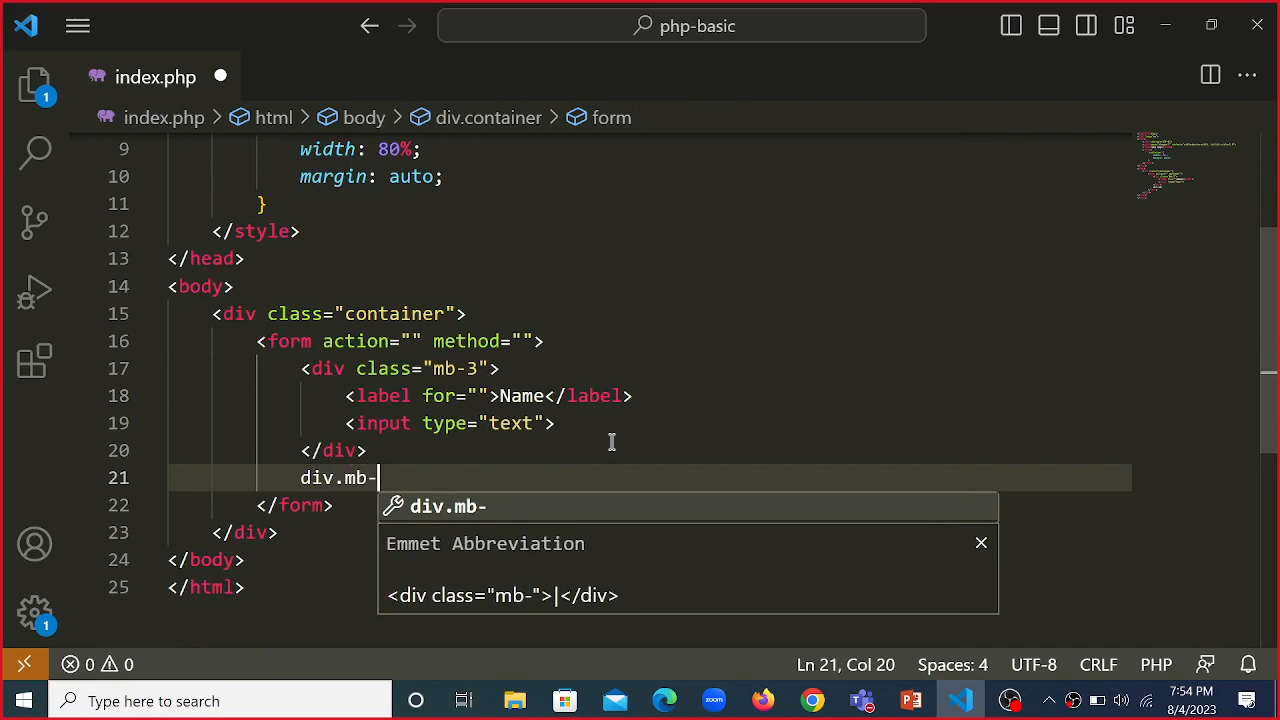 php-basic
index.php
1
index.php > html > body > div.container > form
9 width: 80%;
10 margin: auto;
11 }
12 </style>
13 </head>
14 <body>
15 <div class="container">
16 <form action="" method="">
17 <div class="mb-3">
18 <label for="">Name</label>
19 <input type="text">
20 </div>
21 div.mb-
22 </form>
div.mb-
23 </div>
Emmet Abbreviation
24 </body>
25 </html>
<div class="mb-">|</div>
1
0 0 Ln 21, Col 20 Spaces: 4 UTF-8 CRLF PHP
Type here to search
zoom
7:54 PM
8/4/2023